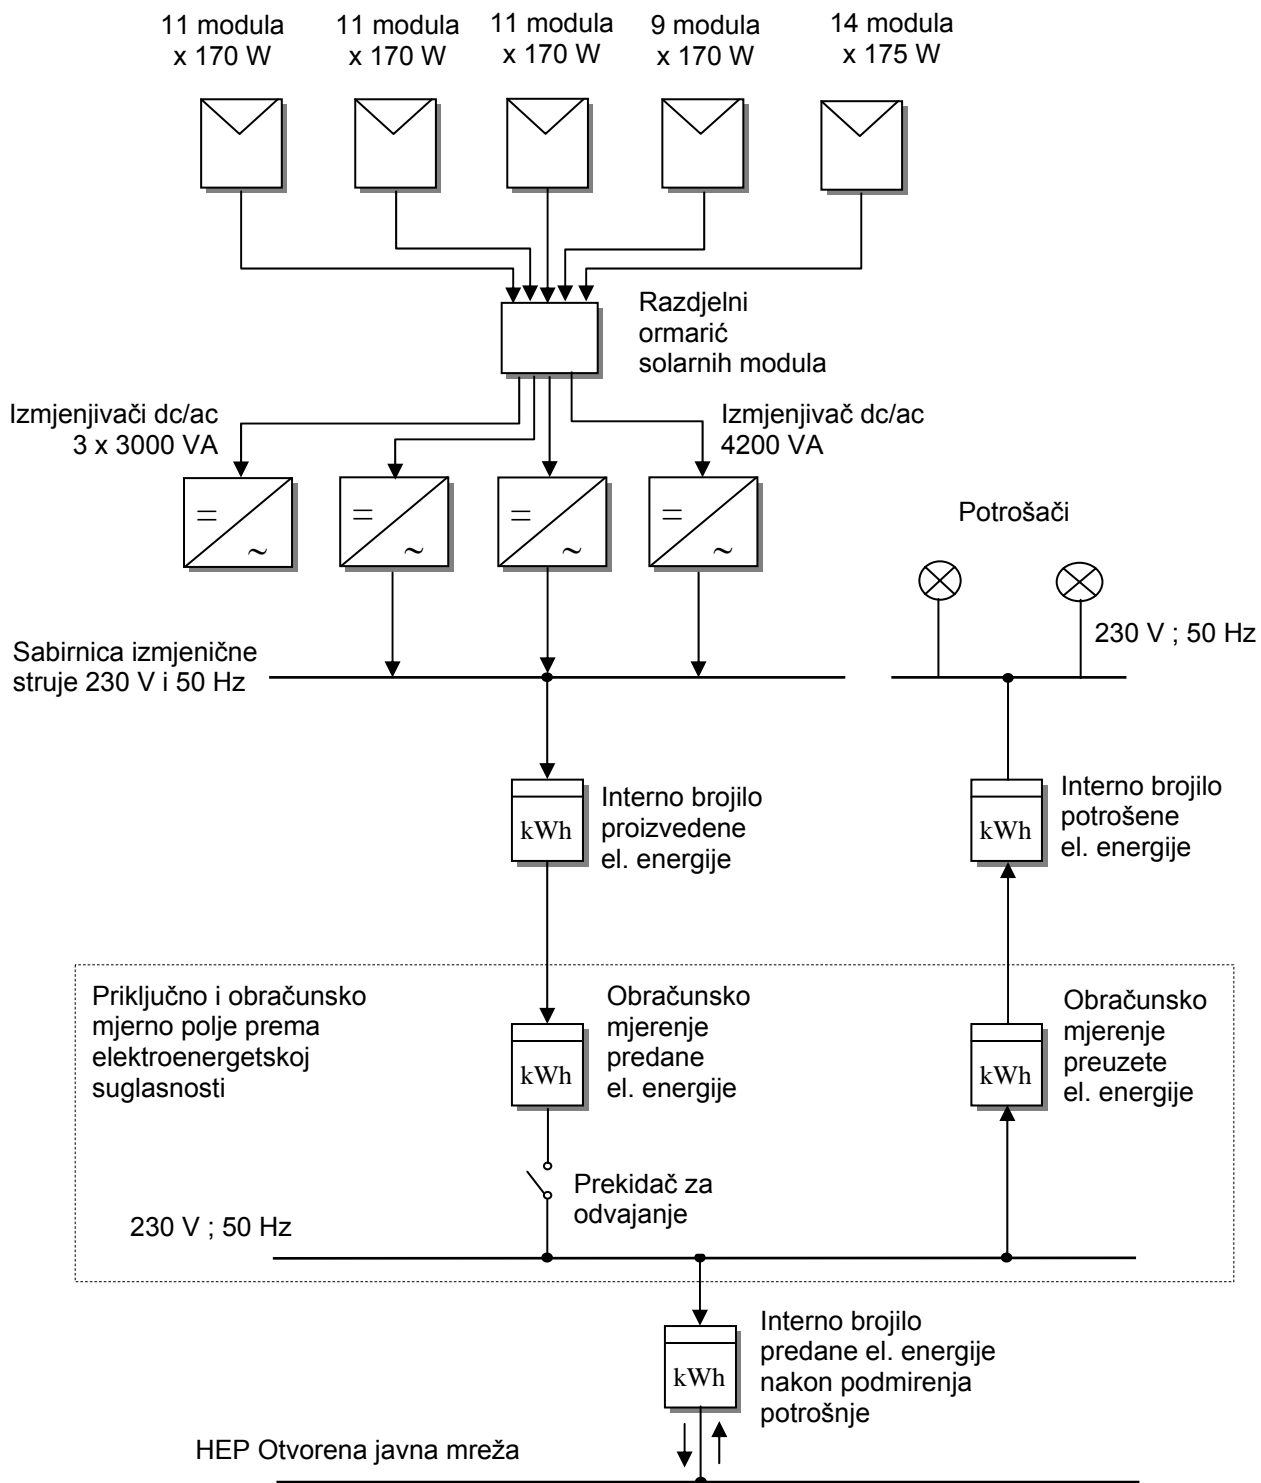 11 modula
x 170 W
11 modula
x 170 W
11 modula
x 170 W
9 modula
x 170 W
14 modula
x 175 W
Razdjelni
ormarić
solarnih modula
Izmjenjivači dc/ac
3 x 3000 VA
Izmjenjivač dc/ac
4200 VA
=
~
=
~
=
~
=
~
Potrošači
230 V ; 50 Hz
Sabirnica izmjenične
struje 230 V i 50 Hz
kWh
Interno brojilo
proizvedene
el. energije
kWh
Interno brojilo
potrošene
el. energije
Priključno i obračunsko
mjerno polje prema
elektroenergetskoj
suglasnosti
kWh
Obračunsko
mjerenje
predane
el. energije
kWh
Obračunsko
mjerenje
preuzete
el. energije
Prekidač za
odvajanje
230 V ; 50 Hz
kWh
Interno brojilo
predane el. energije
nakon podmirenja
potrošnje
HEP Otvorena javna mreža